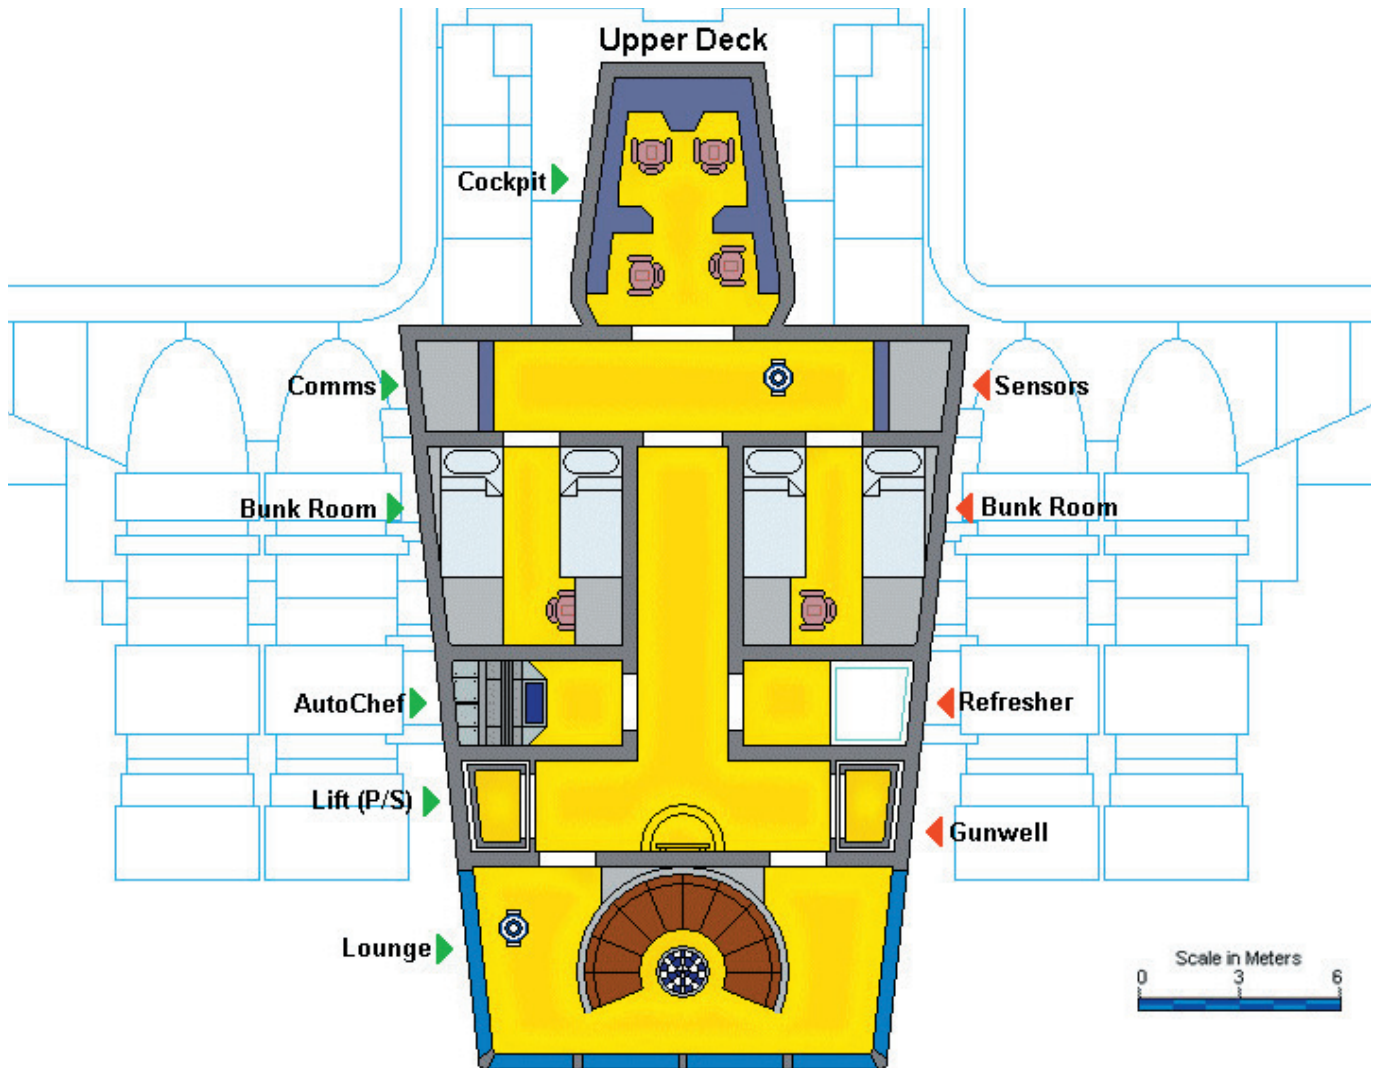 Upper Deck
Cockpit
Comms
Sensors
Bunk Room
Bunk Room
AutoChef
Refresher
Lift (P/S)
Gunwell
Lounge
Scale in Meters
0 3 6